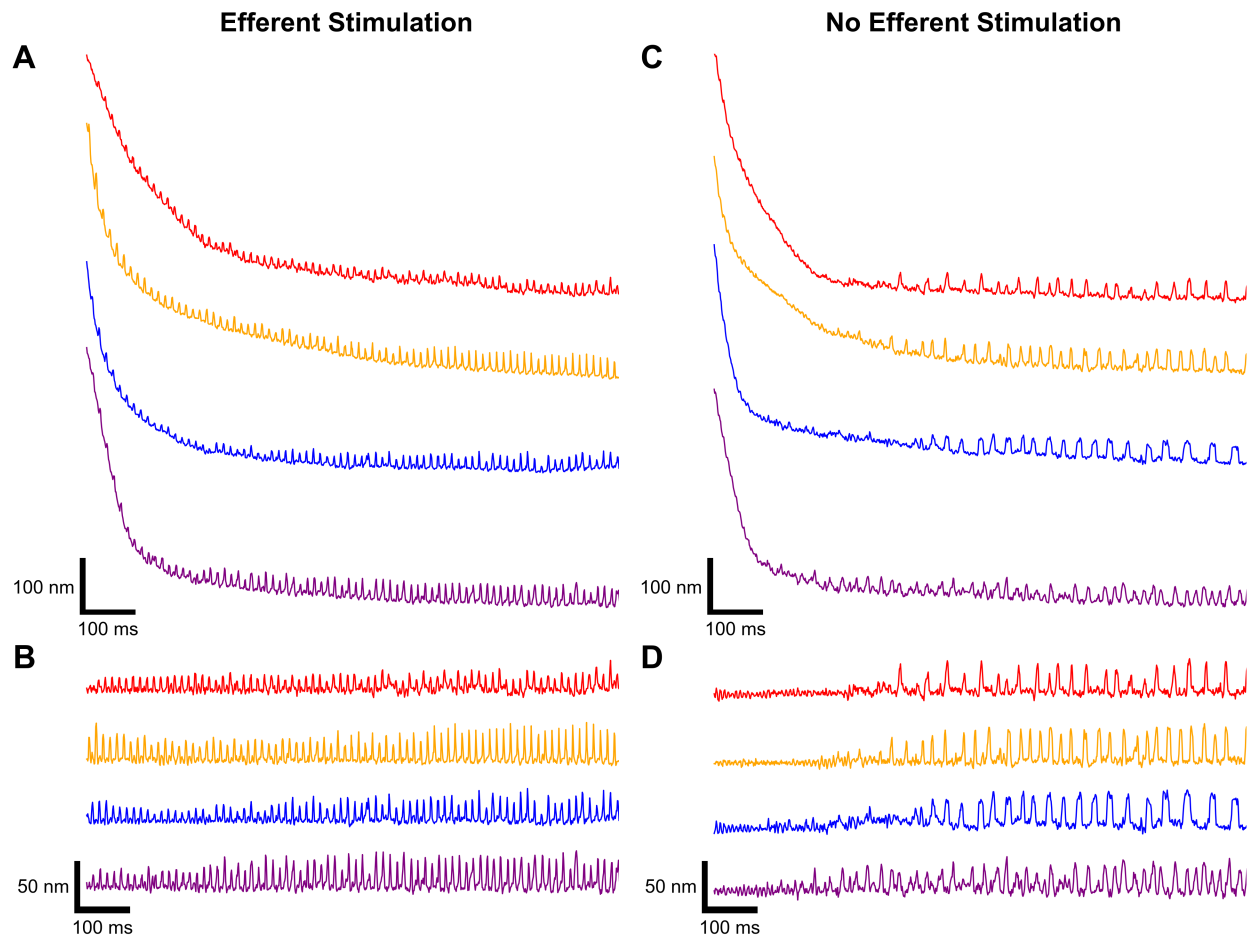 Efferent Stimulation
No Efferent Stimulation
A
C
100 nm
100 ms
100 nm
100 ms
B
D
50 nm
100 ms
50 nm
100 ms